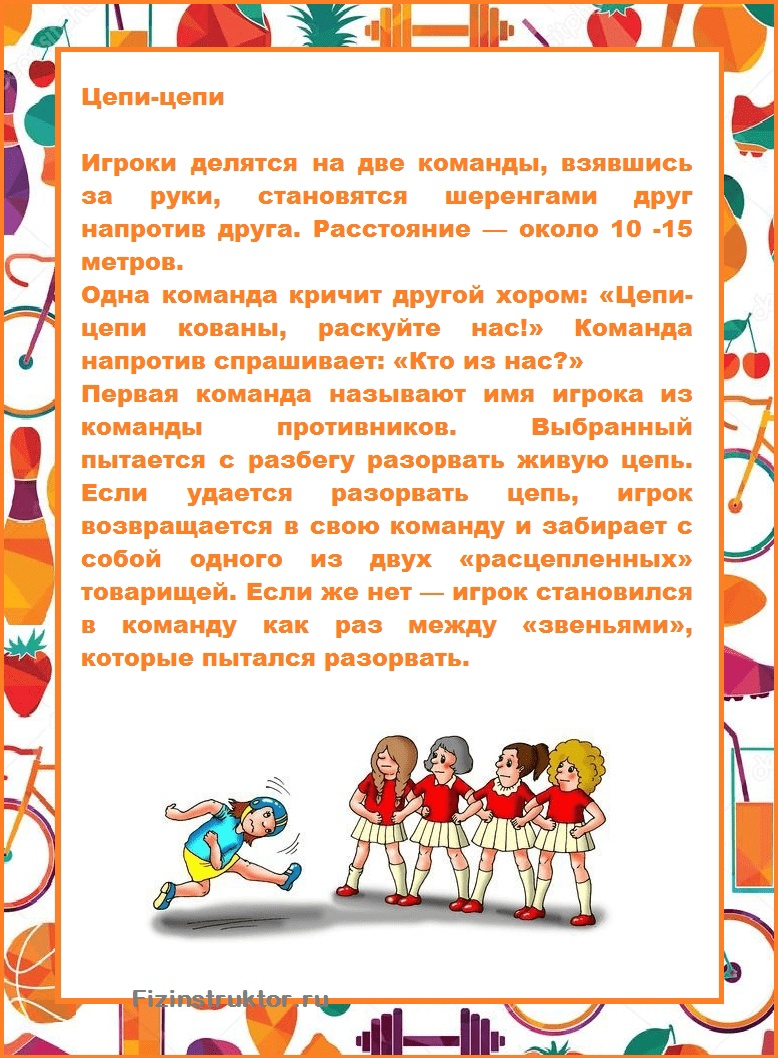 Цепи-цепи
Игроки делятся на две команды, взявшись
за руки, становятся шеренгами друг
напротив друга. Расстояние — около 10 -15
метров.
Одна команда кричит другой хором: «Цепи-
цепи кованы, раскуйте нас!» Команда
напротив спрашивает: «Кто из нас?»
Первая команда называют имя игрока из
команды противников. Выбранный
пытается с разбегу разорвать живую цепь.
Если удается разорвать цепь, игрок
возвращается в свою команду и забирает с
собой одного из двух «расцепленных»
товарищей. Если же нет — игрок становился
в команду как раз между «звеньями»,
которые пытался разорвать.
Fizinstruktor.ru